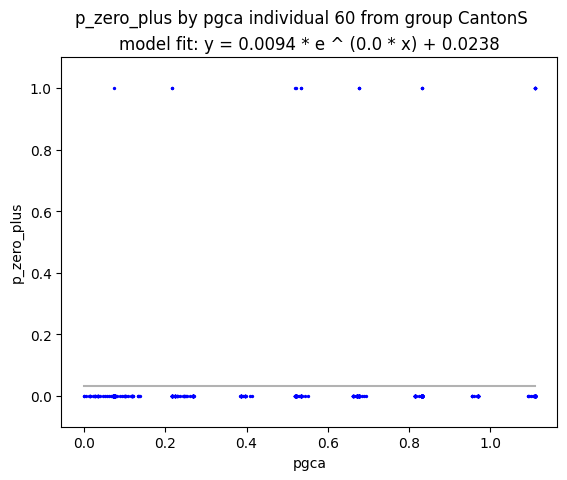 p_zero_plus by pgca individual 60 from group CantonS
model fit: y = 0.0094 * e ^ (0.0 * x) + 0.0238
1.0
0.8
0.6
0.4
0.2
0.0
p_zero_plus
0.0 0.2 0.4 0.6 0.8 1.0
pgca